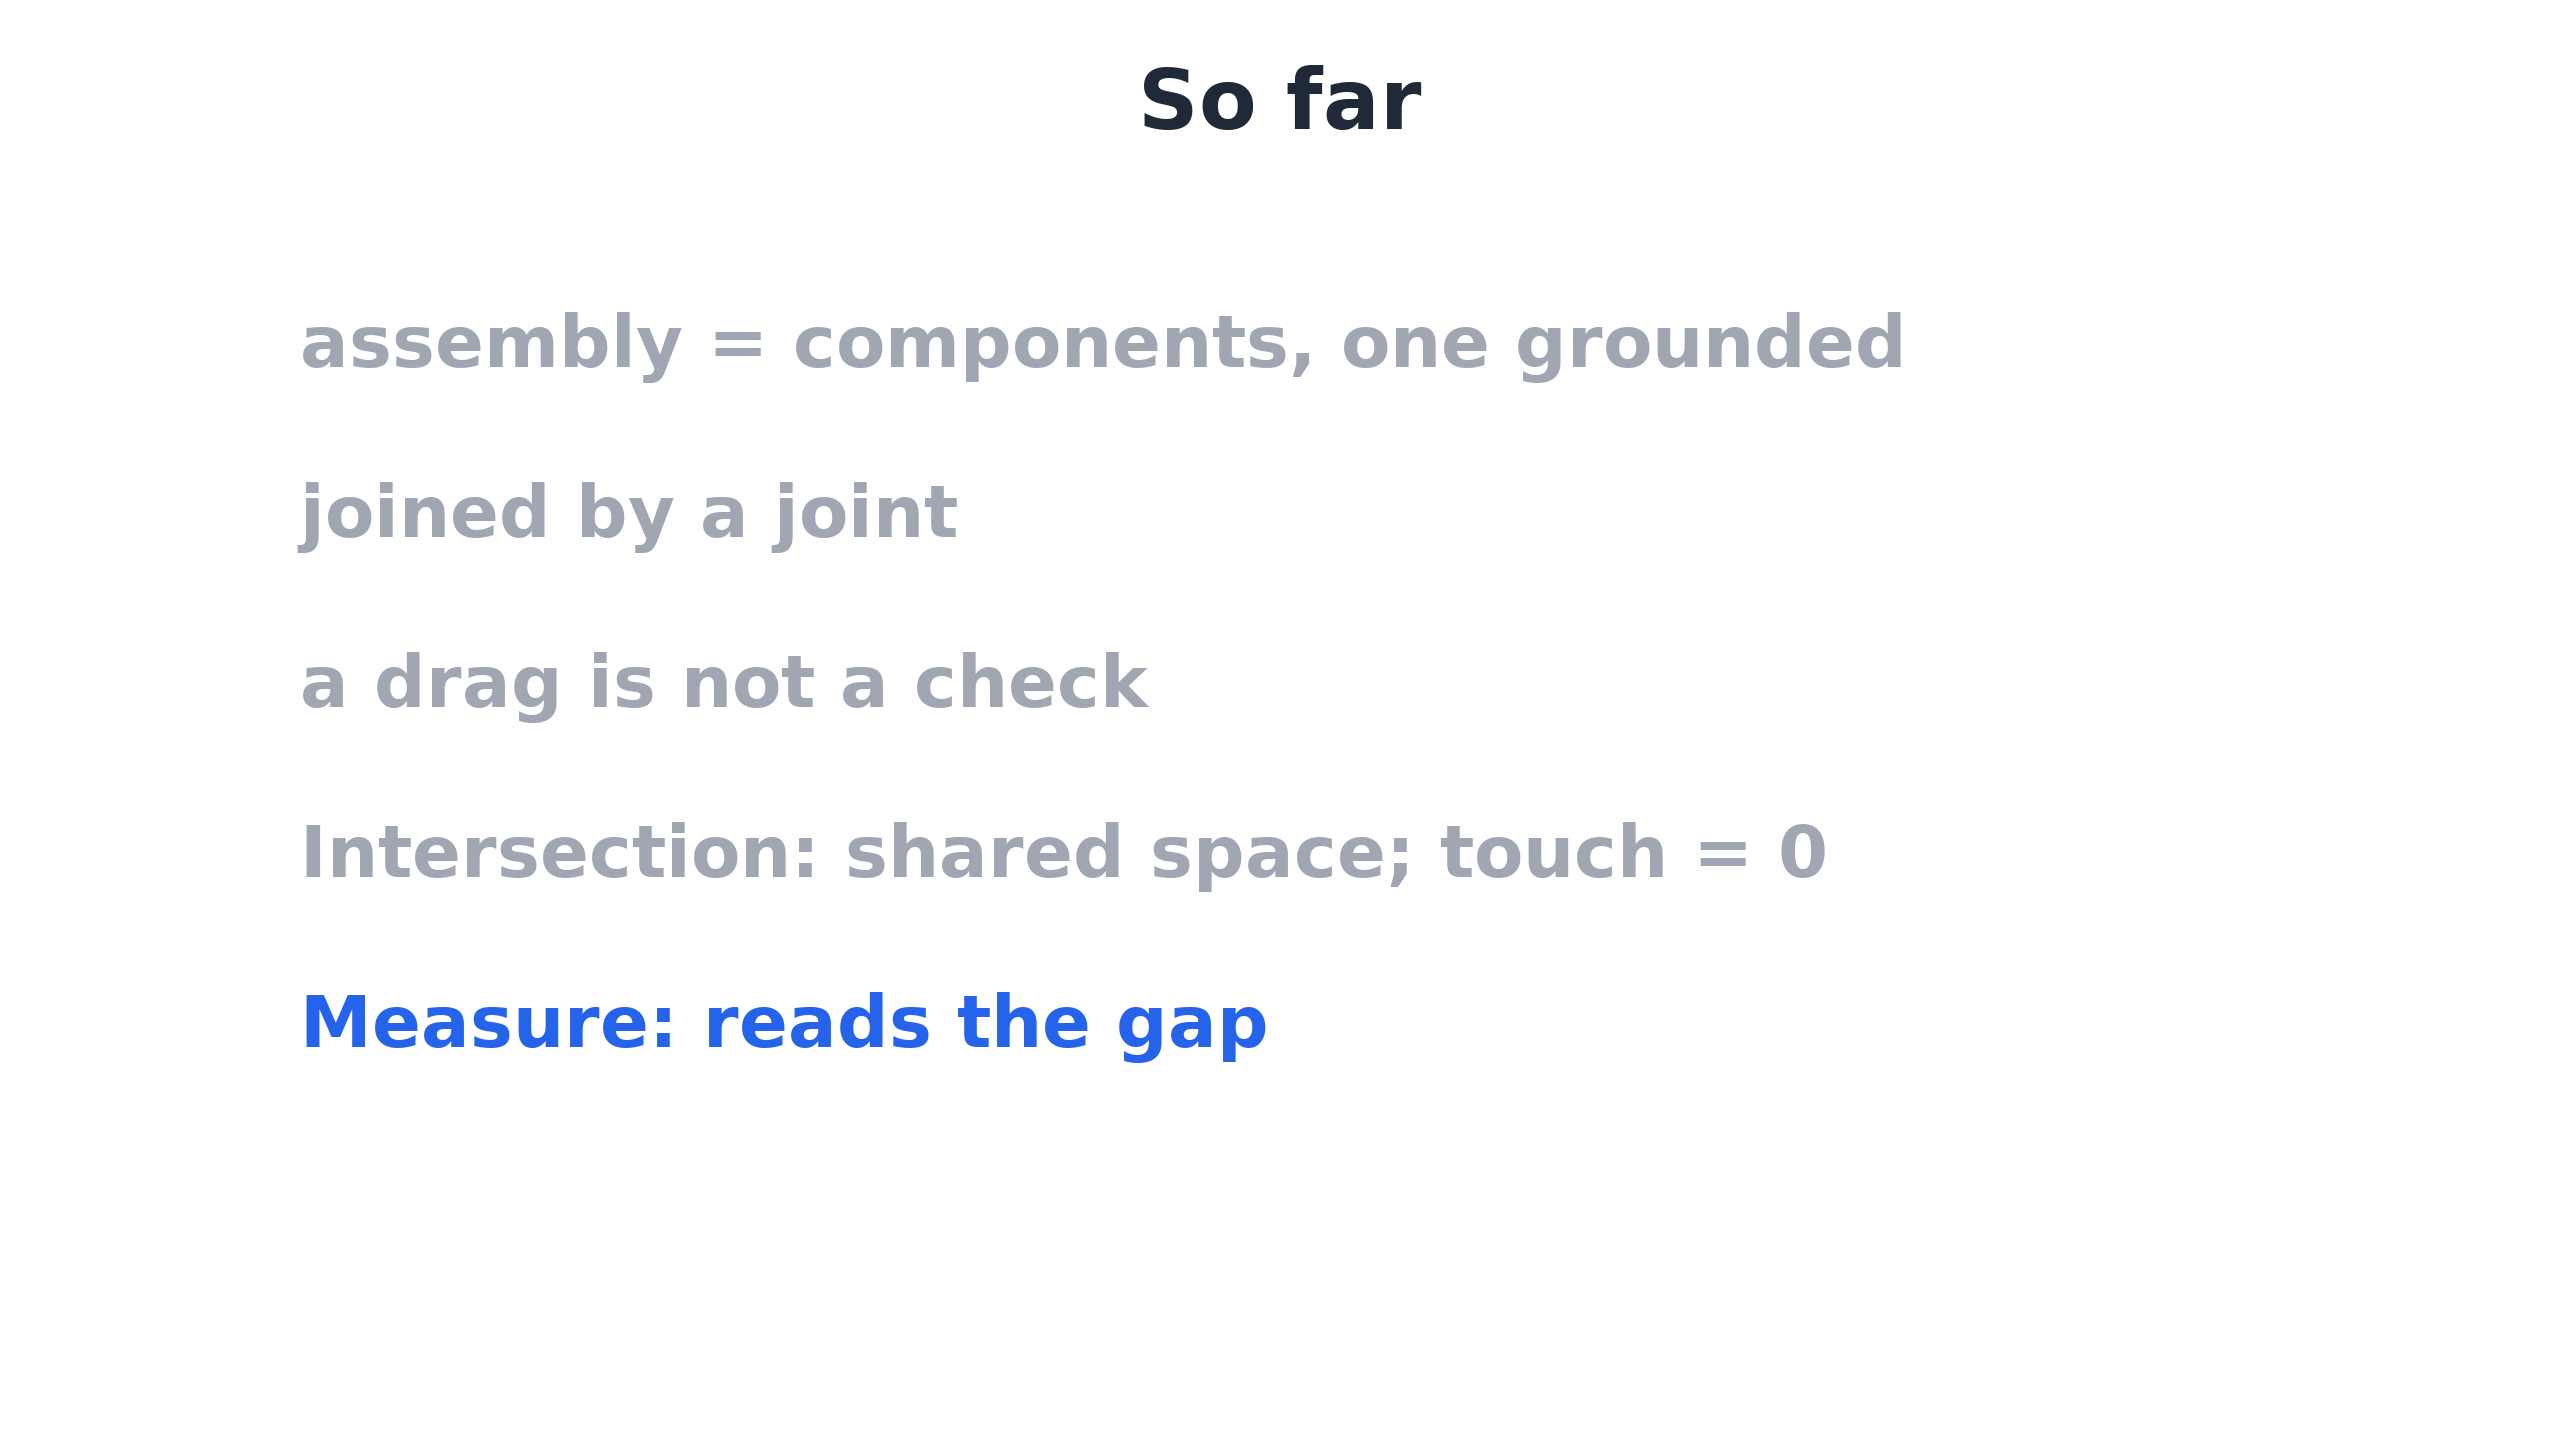 So far
assembly = components, one grounded
joined by a joint
a drag is not a check
Intersection: shared space; touch = 0
Measure: reads the gap